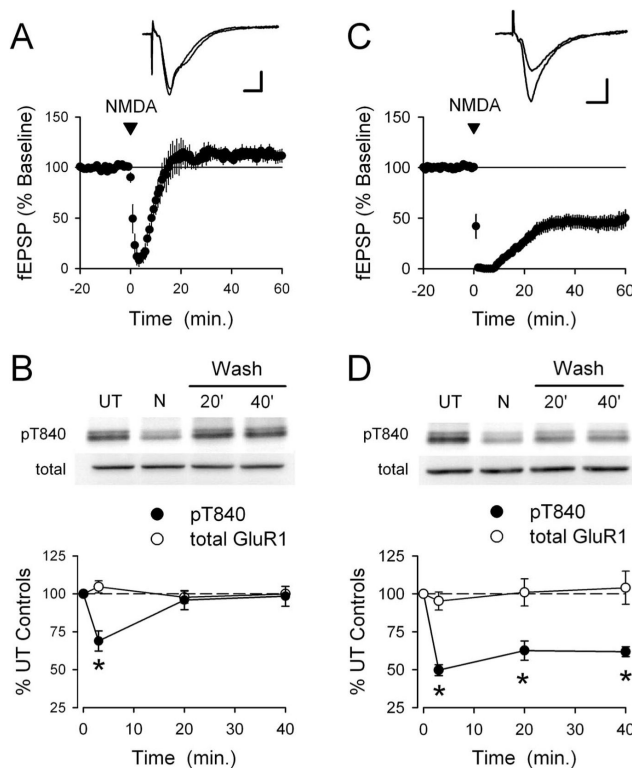 A
NMDA
fEPSP (% Baseline)
150
100
50
0
-20 0 20 40 60
Time (min.)
B
Wash
UT N 20' 40'
pT840
total
pT840
total GluR1
% UT Controls
125
100
75
50
25
*
0 10 20 30 40
Time (min.)
C
NMDA
fEPSP (% Baseline)
150
100
50
0
-20 0 20 40 60
Time (min.)
D
Wash
UT N 20' 40'
pT840
total
pT840
total GluR1
% UT Controls
125
100
75
50
25
* * *
0 10 20 30 40
Time (min.)